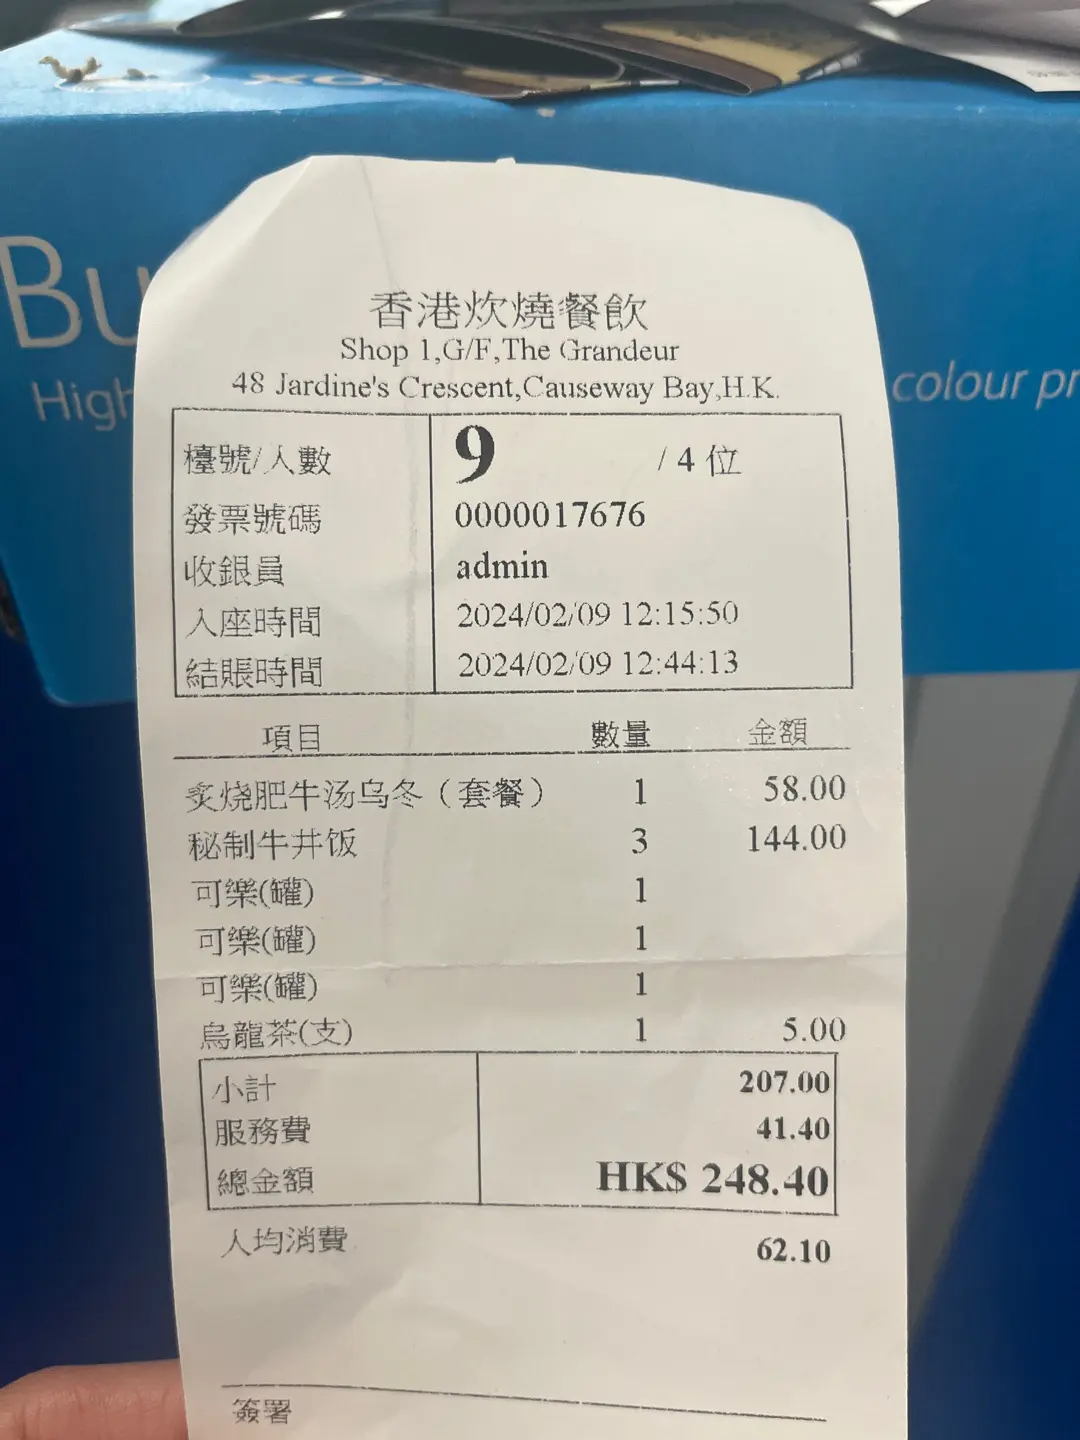 Bu
High
colour pr
香港炊燒餐飲
Shop 1,G/F,The Grandeur
48 Jardine's Crescent,Causeway Bay,H.K.
檯號/人數 9 / 4 位
發票號碼 0000017676
收銀員 admin
入座時間 2024/02/09 12:15:50
結賬時間 2024/02/09 12:44:13
項目 數量 金額
炙烧肥牛汤乌冬（套餐） 1 58.00
秘制牛丼饭 3 144.00
可樂(罐) 1
可樂(罐) 1
可樂(罐) 1
烏龍茶(支) 1 5.00
小計 207.00
服務費 41.40
總金額 HK$ 248.40
人均消費 62.10
簽署